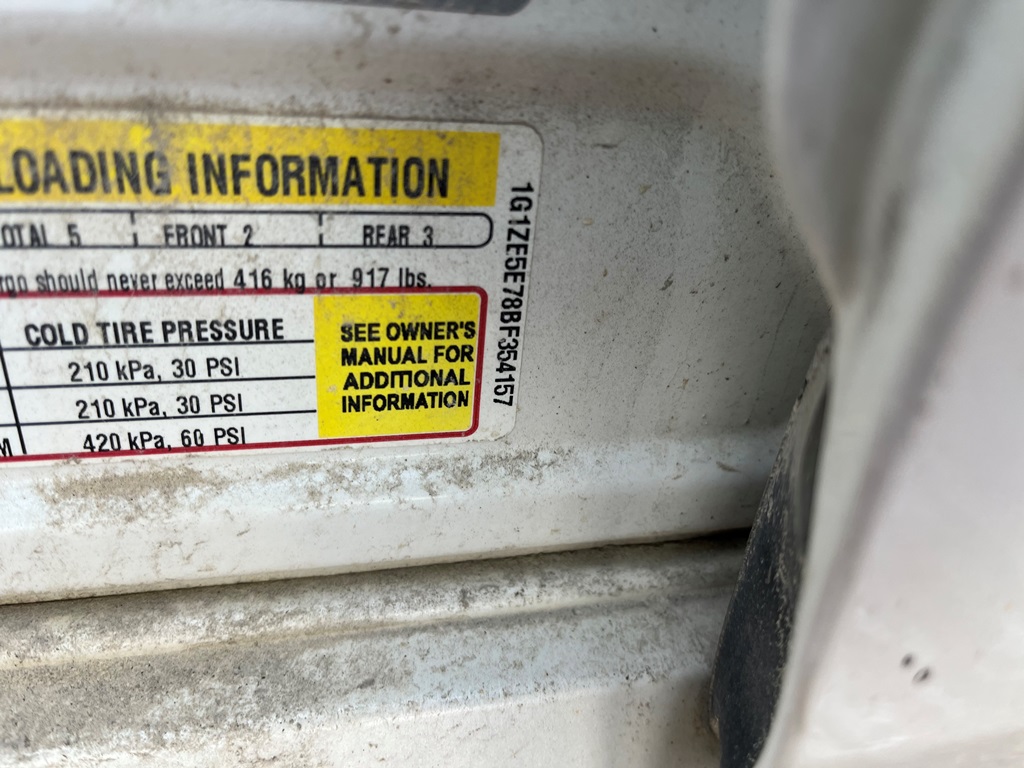 LOADING INFORMATION
OTAL 5 FRONT 2 REAR 3
rgo should never exceed 416 kg or 917 lbs.
COLD TIRE PRESSURE
210 kPa, 30 PSI
210 kPa, 30 PSI
M 420 kPa, 60 PSI
SEE OWNER'S
MANUAL FOR
ADDITIONAL
INFORMATION
1G1ZE5E78BF354157